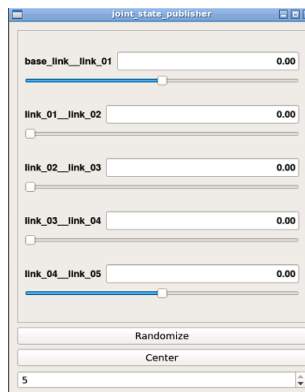 joint_state_publisher
base_link__link_01 0.00
link_01__link_02 0.00
link_02__link_03 0.00
link_03__link_04 0.00
link_04__link_05 0.00
Randomize
Center
5